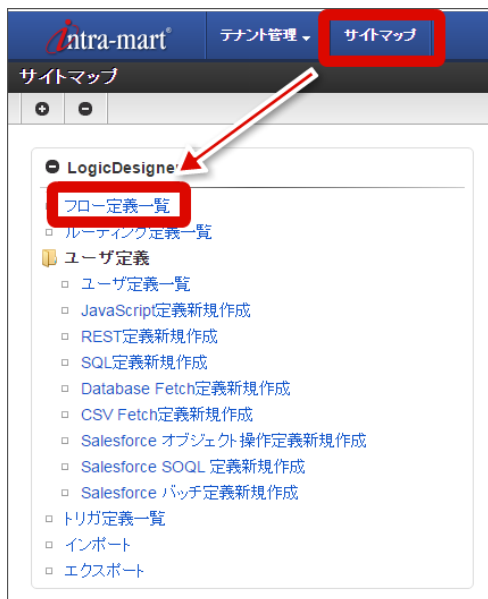 intra-mart® テナント管理 サイトマップ
サイトマップ
LogicDesigner
フロー定義一覧
ルーティング定義一覧
ユーザ定義
ユーザ定義一覧
JavaScript定義新規作成
REST定義新規作成
SQL定義新規作成
Database Fetch定義新規作成
CSV Fetch定義新規作成
Salesforce オブジェクト操作定義新規作成
Salesforce SOQL 定義新規作成
Salesforce バッチ定義新規作成
トリガ定義一覧
インポート
エクスポート